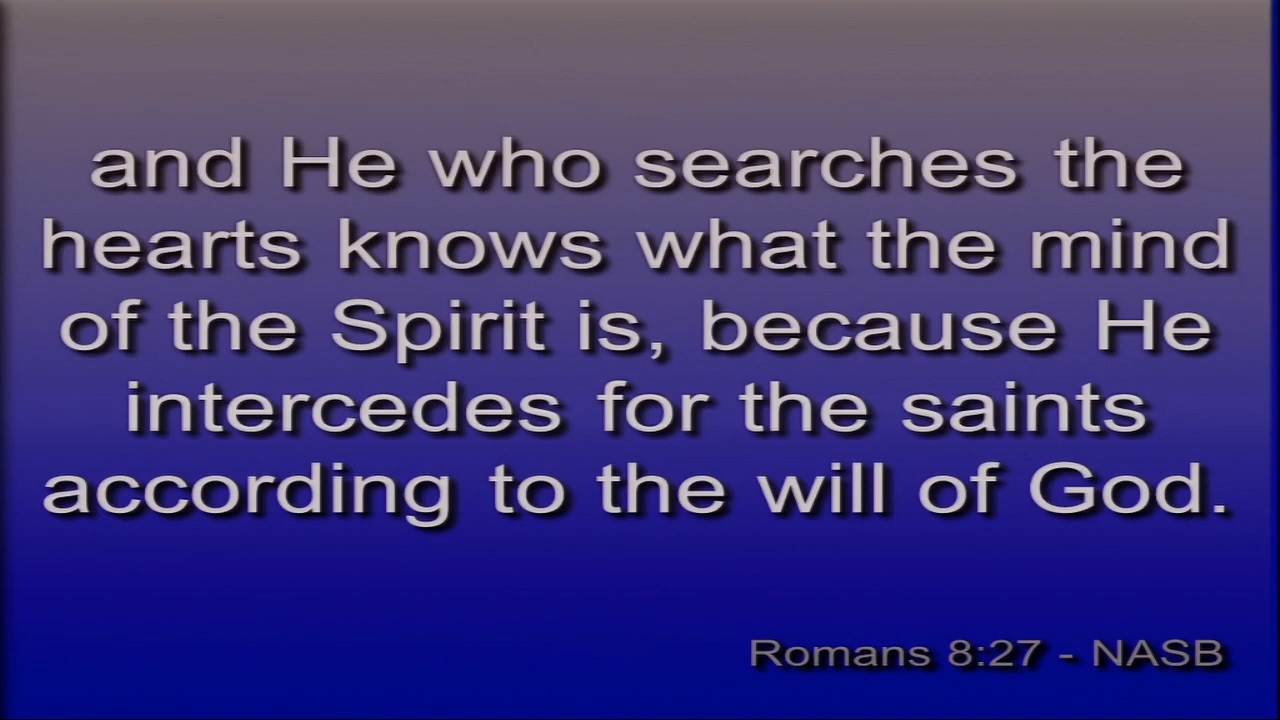 and He who searches the
hearts knows what the mind
of the Spirit is, because He
intercedes for the saints
according to the will of God.
Romans 8:27 - NASB